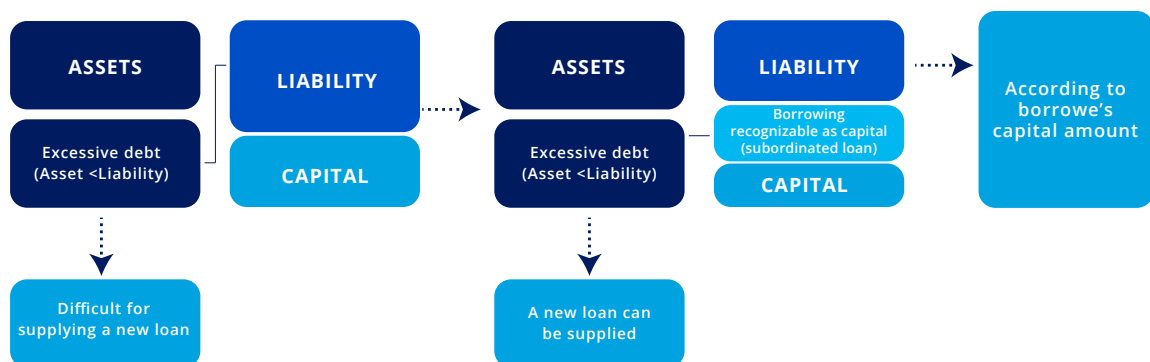 ASSETS
Excessive debt
(Asset <Liability)
Difficult for
supplying a new loan
LIABILITY
CAPITAL
ASSETS
Excessive debt
(Asset <Liability)
A new loan can
be supplied
LIABILITY
Borrowing
recognizable as capital
(subordinated loan)
CAPITAL
According to
borrowe's
capital amount